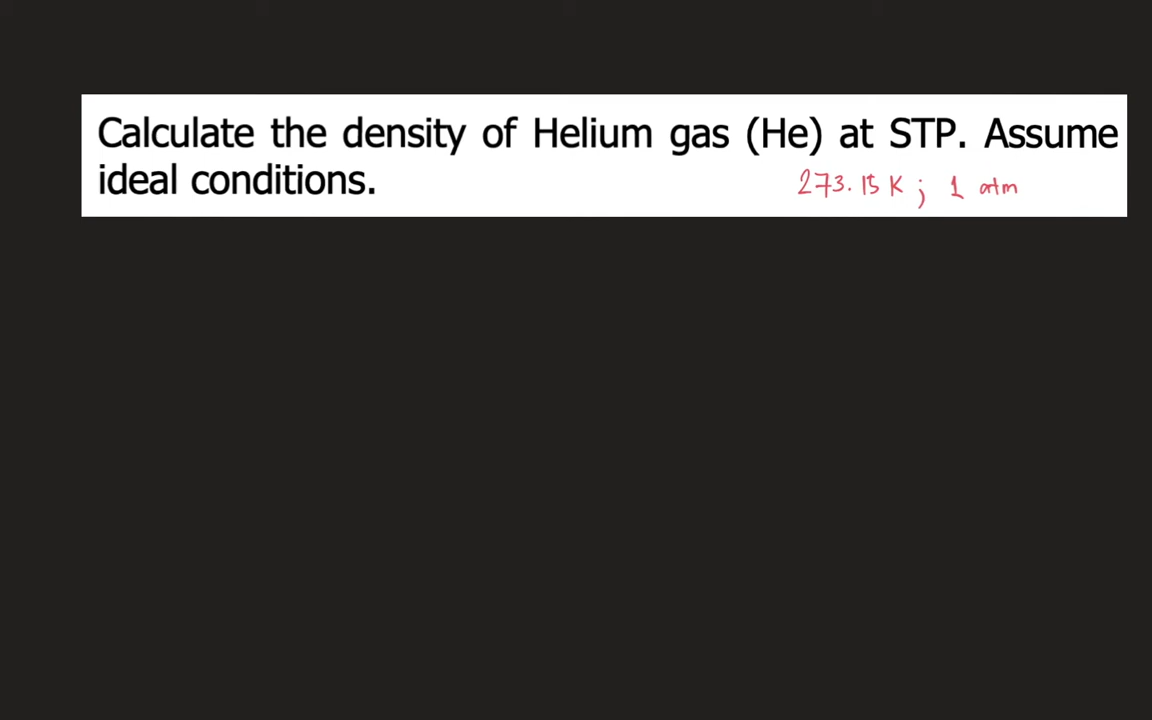 Calculate the density of Helium gas (He) at STP. Assume
ideal conditions.
273.15 K ; 1 atm